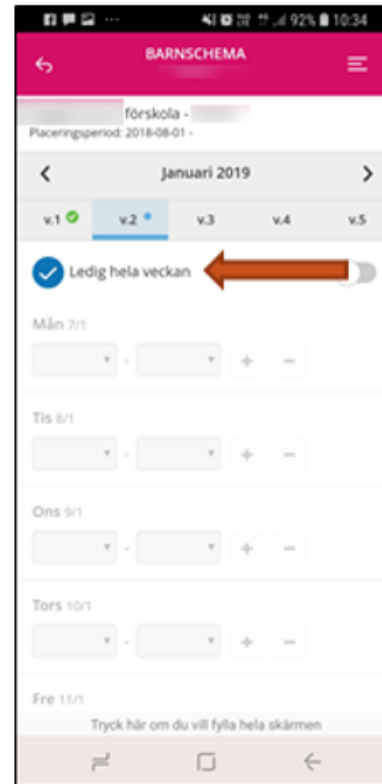 92% 10:34
BARNSCHEMA
förskola -
Placeringsperiod: 2018-08-01 -
Januari 2019
v.1 v.2 v.3 v.4 v.5
Ledig hela veckan
Mån 7/1
- + −
Tis 8/1
- + −
Ons 9/1
- + −
Tors 10/1
- + −
Fre 11/1
Tryck här om du vill fylla hela skärmen